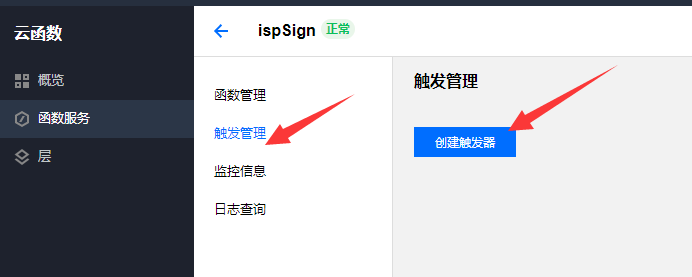 云函数
概览
函数服务
层
ispSign 正常
函数管理
触发管理
监控信息
日志查询
触发管理
创建触发器